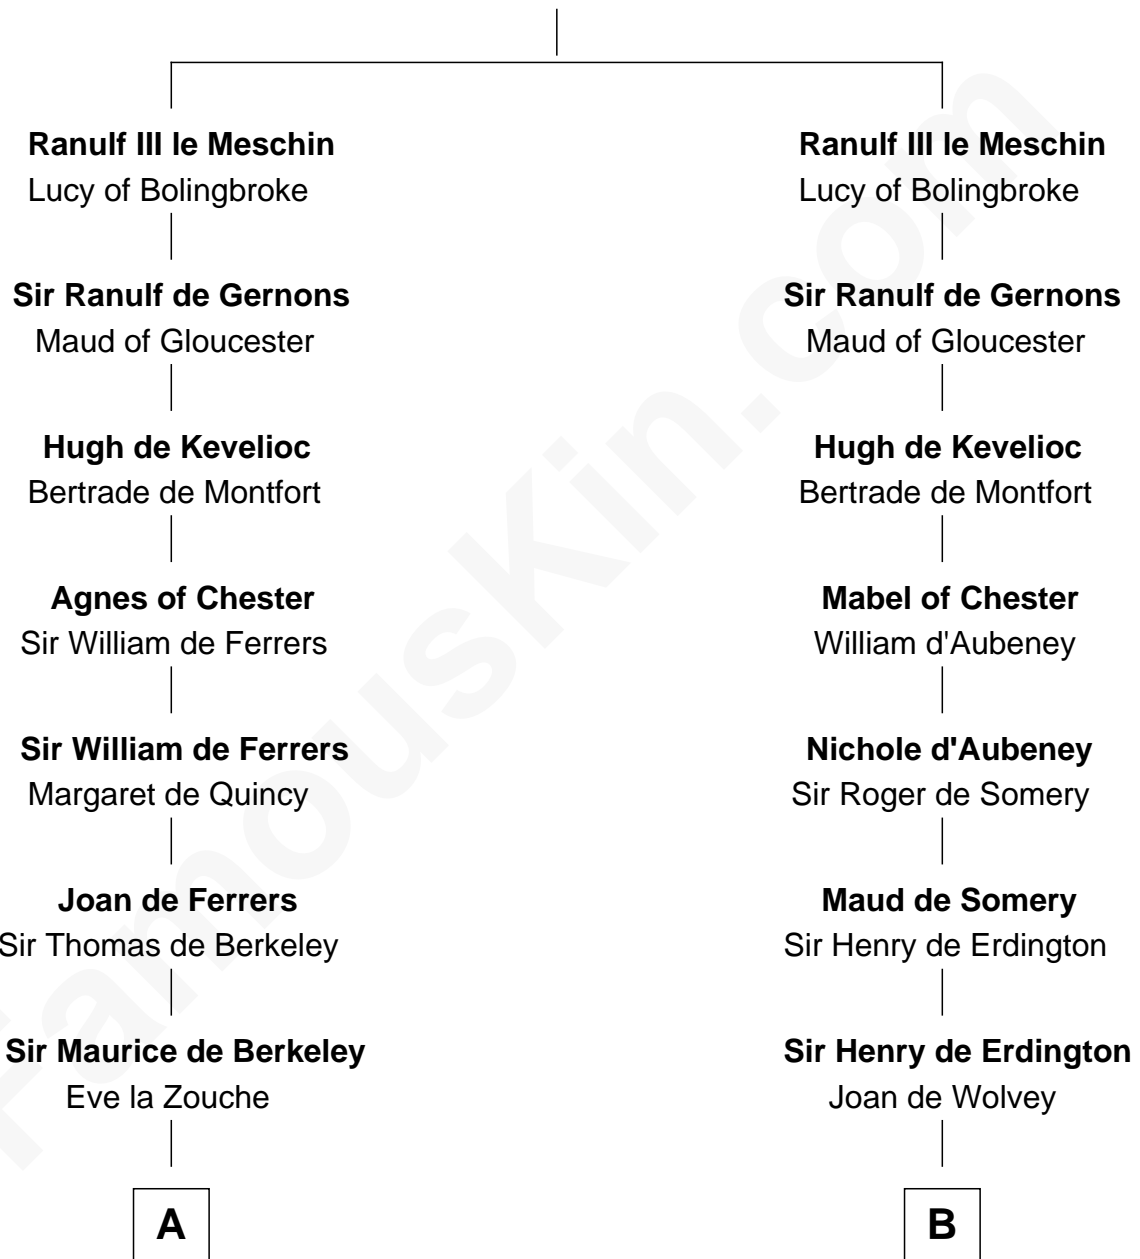 Ranulf III le Meschin
Lucy of Bolingbroke
Sir Ranulf de Gernons
Maud of Gloucester
Hugh de Kevelioc
Bertrade de Montfort
Agnes of Chester
Sir William de Ferrers
Sir William de Ferrers
Margaret de Quincy
Joan de Ferrers
Sir Thomas de Berkeley
Sir Maurice de Berkeley
Eve la Zouche
A
Ranulf III le Meschin
Lucy of Bolingbroke
Sir Ranulf de Gernons
Maud of Gloucester
Hugh de Kevelioc
Bertrade de Montfort
Mabel of Chester
William d'Aubeney
Nichole d'Aubeney
Sir Roger de Somery
Maud de Somery
Sir Henry de Erdington
Sir Henry de Erdington
Joan de Wolvey
B
FamousKin.com